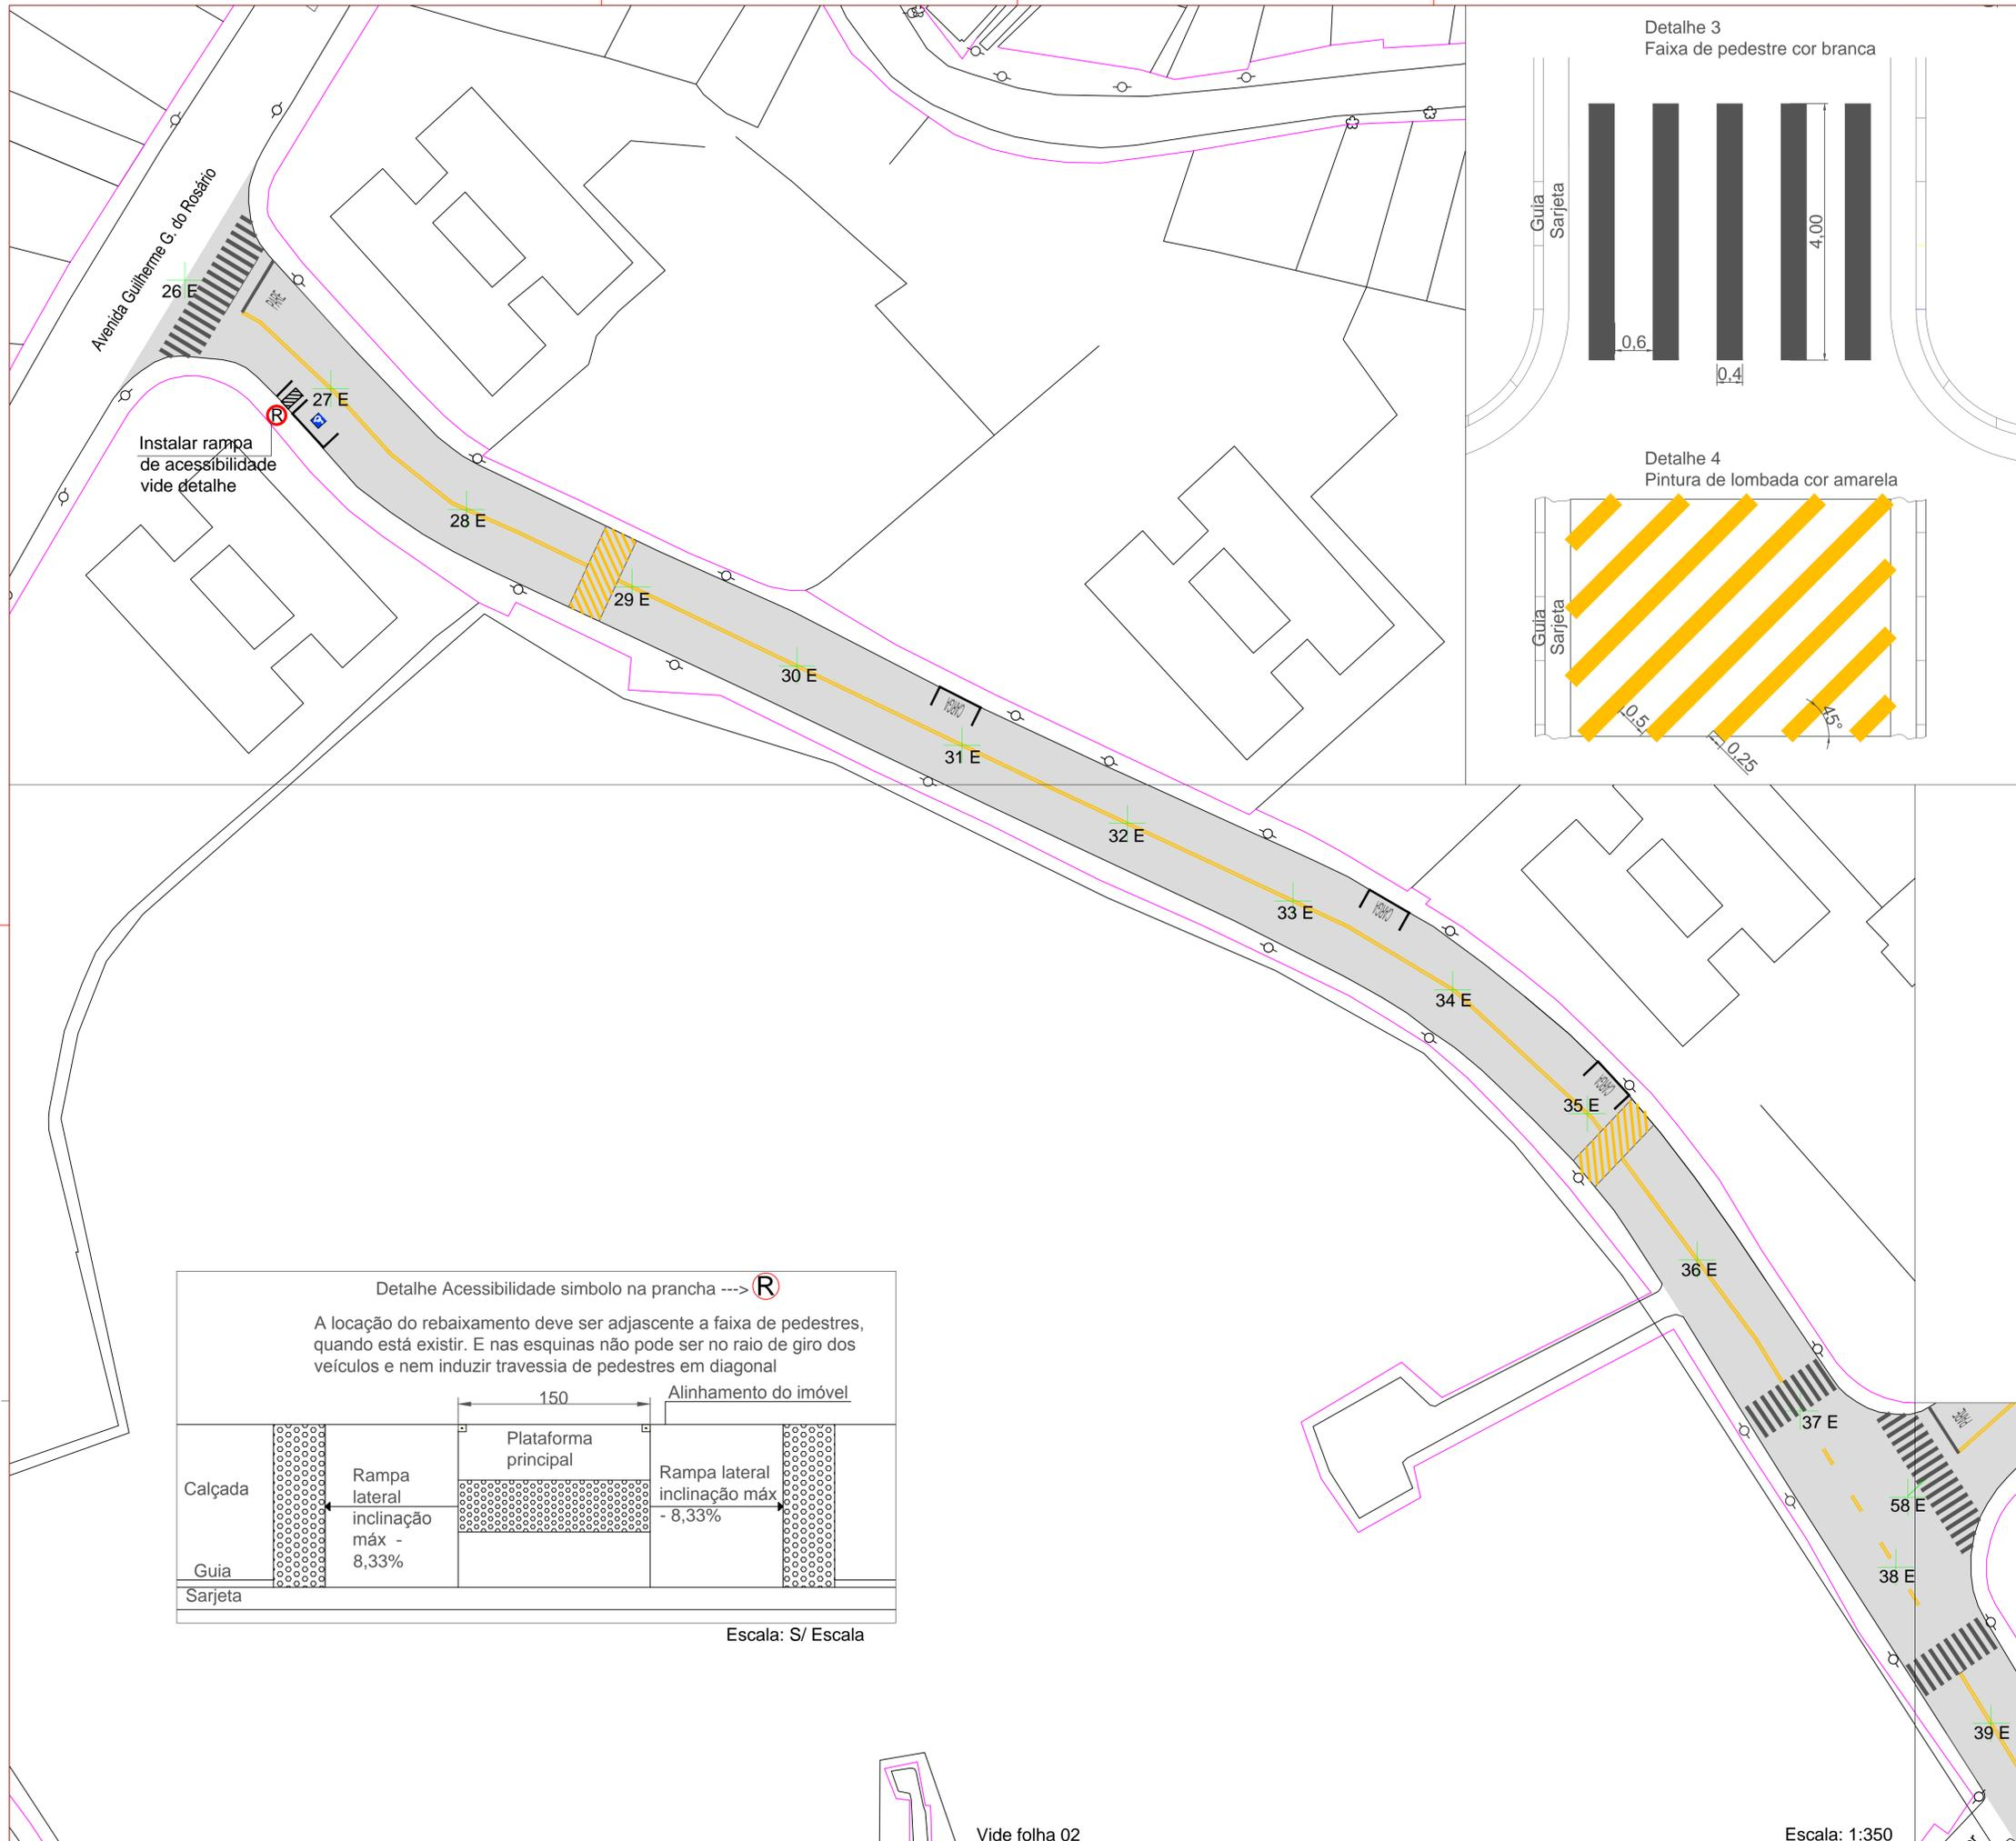 Detalhe 3
Faixa de pedestre cor branca
Guia
Sarjeta
4,00
0,6
0,4
Detalhe 4
Pintura de lombada cor amarela
Guia
Sarjeta
0,5
0,25
45°
Avenida Guilherme G. do Rosário
26 E
PARE
27 E
R
Instalar rampa
de acessibilidade
vide detalhe
28 E
29 E
30 E
CARGA
31 E
32 E
33 E
CARGA
34 E
CARGA
35 E
36 E
37 E
PARE
58 E
38 E
39 E
Detalhe Acessibilidade simbolo na prancha ---> R
A locação do rebaixamento deve ser adjascente a faixa de pedestres,
quando está existir. E nas esquinas não pode ser no raio de giro dos
veículos e nem induzir travessia de pedestres em diagonal
150
Alinhamento do imóvel
Plataforma
principal
Calçada
Rampa
lateral
inclinação
máx -
8,33%
Rampa lateral
inclinação máx
- 8,33%
Guia
Sarjeta
Escala: S/ Escala
Vide folha 02
Escala: 1:350